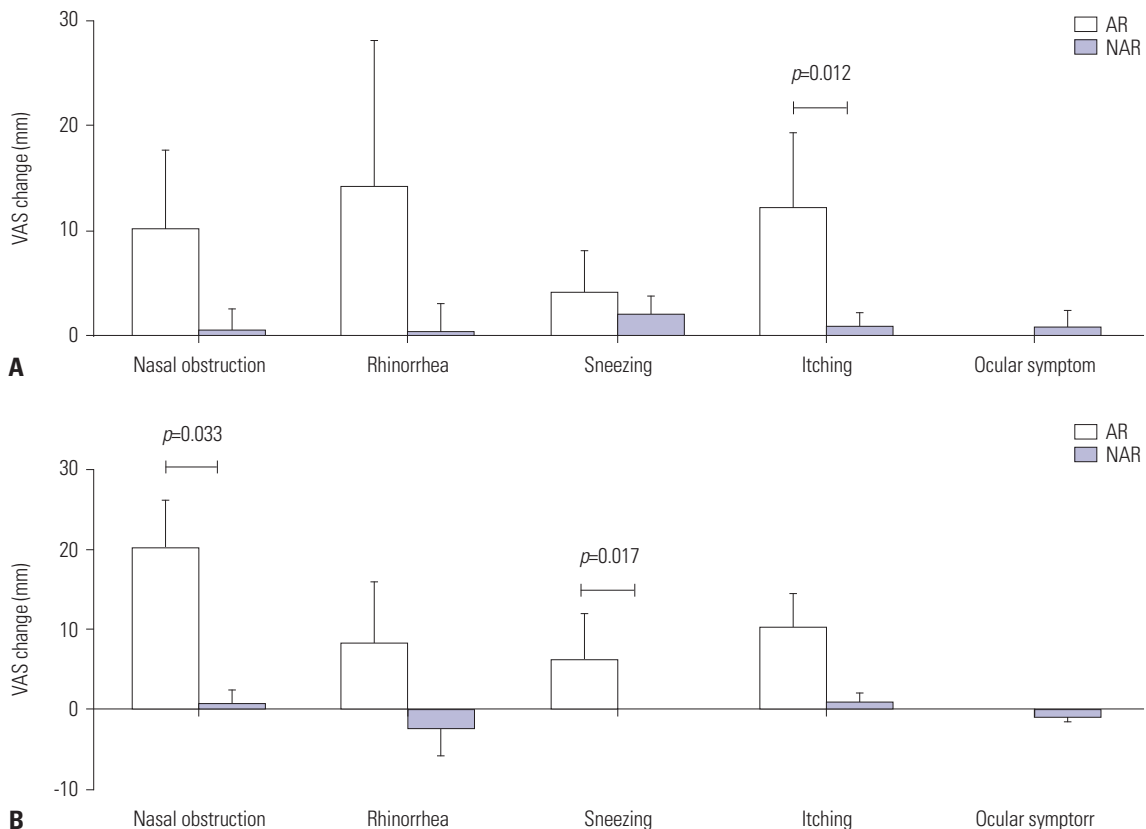 30
20
10
0
VAS change (mm)
AR
NAR
p=0.012
Nasal obstruction
Rhinorrhea
Sneezing
Itching
Ocular symptom
A
AR
NAR
p=0.033
30
20
10
0
-10
VAS change (mm)
p=0.017
Nasal obstruction
Rhinorrhea
Sneezing
Itching
Ocular symptorr
B